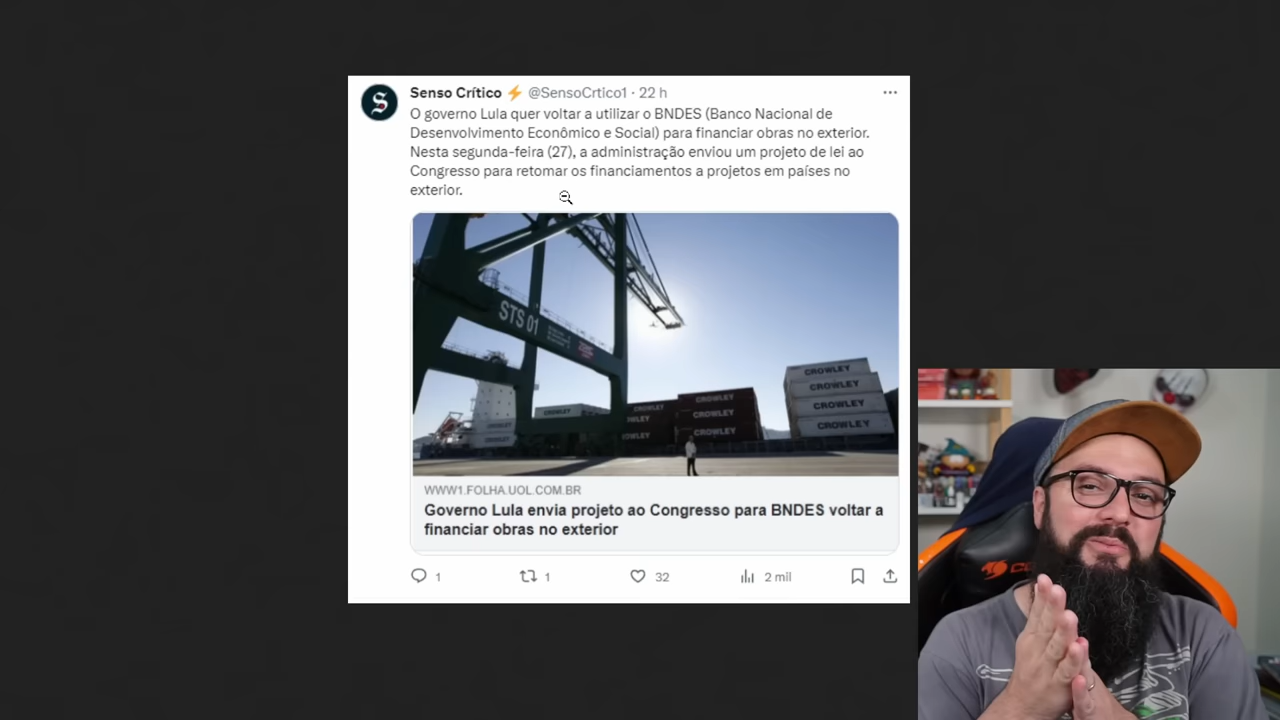 Senso Crítico ⚡ @SensoCrtico1 · 22 h
O governo Lula quer voltar a utilizar o BNDES (Banco Nacional de
Desenvolvimento Econômico e Social) para financiar obras no exterior.
Nesta segunda-feira (27), a administração enviou um projeto de lei ao
Congresso para retomar os financiamentos a projetos em países no
exterior.
STS 01
CROWLEY
CROWLEY
CROWLEY
CROWLEY
CROWLEY
CROWLEY
CROWLEY
CROWLEY
CROWLEY
CROWLEY
WWW1.FOLHA.UOL.COM.BR
Governo Lula envia projeto ao Congresso para BNDES voltar a
financiar obras no exterior
1 1 32 2 mil